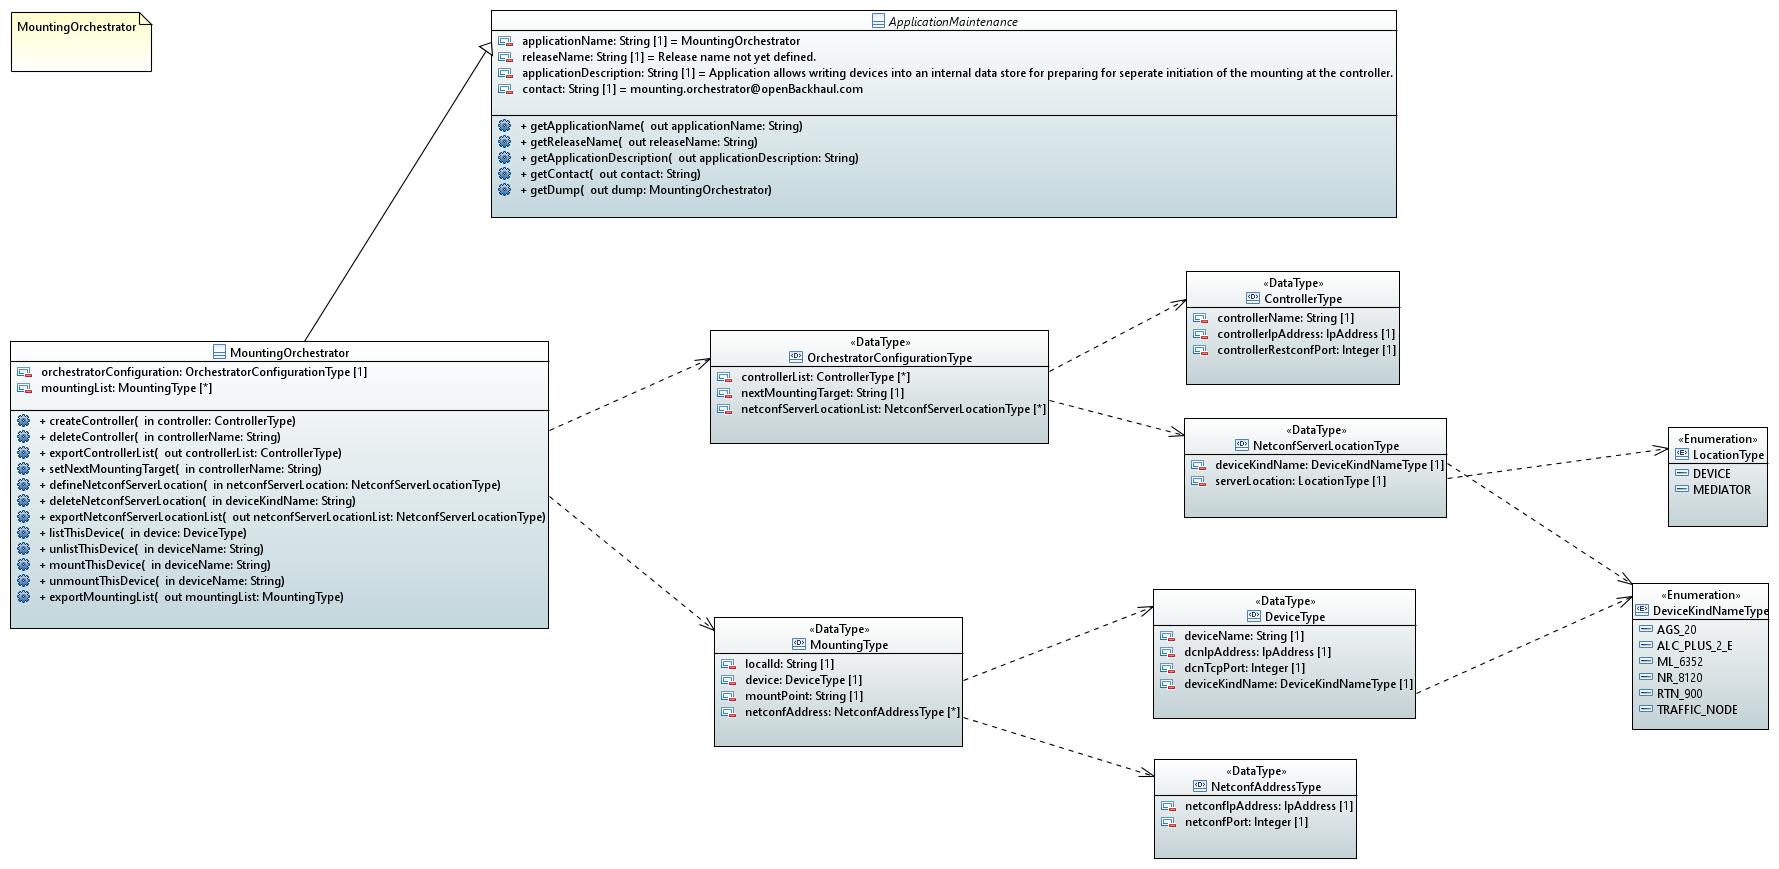 MountingOrchestrator
ApplicationMaintenance
applicationName: String [1] = MountingOrchestrator
releaseName: String [1] = Release name not yet defined.
applicationDescription: String [1] = Application allows writing devices into an internal data store for preparing for seperate initiation of the mounting at the controller.
contact: String [1] = mounting.orchestrator@openBackhaul.com
+ getApplicationName(  out applicationName: String)
+ getReleaseName(  out releaseName: String)
+ getApplicationDescription(  out applicationDescription: String)
+ getContact(  out contact: String)
+ getDump(  out dump: MountingOrchestrator)
MountingOrchestrator
orchestratorConfiguration: OrchestratorConfigurationType [1]
mountingList: MountingType [*]
+ createController(  in controller: ControllerType)
+ deleteController(  in controllerName: String)
+ exportControllerList(  out controllerList: ControllerType)
+ setNextMountingTarget(  in controllerName: String)
+ defineNetconfServerLocation(  in netconfServerLocation: NetconfServerLocationType)
+ deleteNetconfServerLocation(  in deviceKindName: String)
+ exportNetconfServerLocationList(  out netconfServerLocationList: NetconfServerLocationType)
+ listThisDevice(  in device: DeviceType)
+ unlistThisDevice(  in deviceName: String)
+ mountThisDevice(  in deviceName: String)
+ unmountThisDevice(  in deviceName: String)
+ exportMountingList(  out mountingList: MountingType)
«DataType»
OrchestratorConfigurationType
controllerList: ControllerType [*]
nextMountingTarget: String [1]
netconfServerLocationList: NetconfServerLocationType [*]
«DataType»
ControllerType
controllerName: String [1]
controllerIpAddress: IpAddress [1]
controllerRestconfPort: Integer [1]
«DataType»
NetconfServerLocationType
deviceKindName: DeviceKindNameType [1]
serverLocation: LocationType [1]
«Enumeration»
LocationType
DEVICE
MEDIATOR
«DataType»
MountingType
localId: String [1]
device: DeviceType [1]
mountPoint: String [1]
netconfAddress: NetconfAddressType [*]
«DataType»
DeviceType
deviceName: String [1]
dcnIpAddress: IpAddress [1]
dcnTcpPort: Integer [1]
deviceKindName: DeviceKindNameType [1]
«Enumeration»
DeviceKindNameType
AGS_20
ALC_PLUS_2_E
ML_6352
NR_8120
RTN_900
TRAFFIC_NODE
«DataType»
NetconfAddressType
netconfIpAddress: IpAddress [1]
netconfPort: Integer [1]